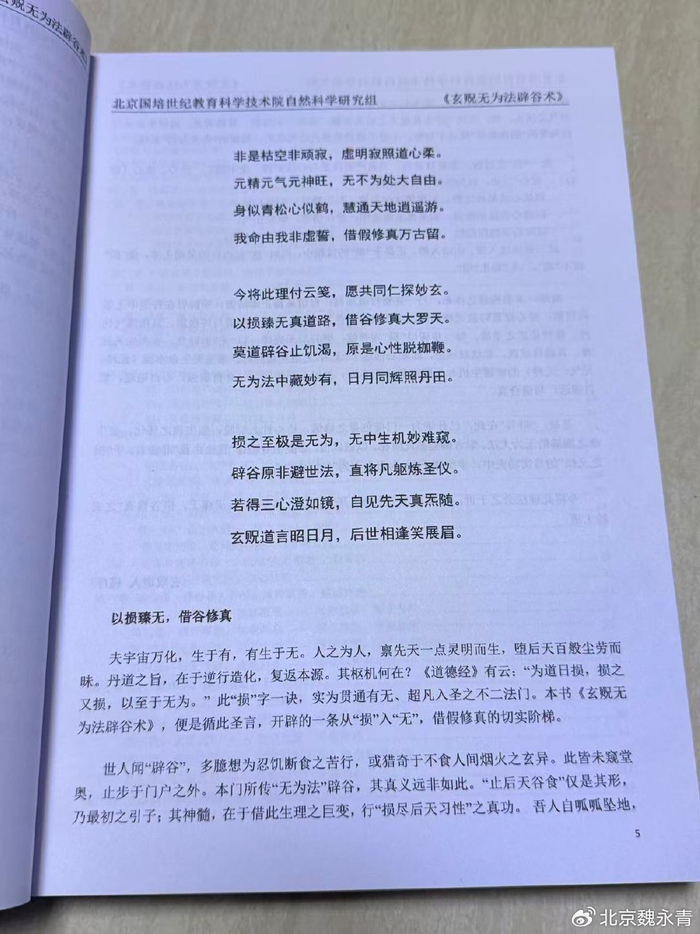 玄贶无为法辟谷术》
北京国培世纪教育科学技术院自然科学研究组 《玄贶无为法辟谷术》
非是枯空非顽寂，虚明寂照道心柔。
元精元气元神旺，无不为处大自由。
身似青松心似鹤，慧通天地逍遥游。
我命由我非虚誓，借假修真万古留。
今将此理付云笺，愿共同仁探妙玄。
以损臻无真道路，借谷修真大罗天。
莫道辟谷止饥渴，原是心性脱枷鞭。
无为法中藏妙有，日月同辉照丹田。
损之至极是无为，无中生机妙难窥。
辟谷原非避世法，直将凡躯炼圣仪。
若得三心澄如镜，自见先天真炁随。
玄贶道言昭日月，后世相逢笑展眉。
以损臻无，借谷修真
夫宇宙万化，生于有，有生于无。人之为人，禀先天一点灵明而生，堕后天百般尘劳而
昧。丹道之旨，在于逆行造化，复返本源。其枢机何在？《道德经》有云：“为道日损，损之
又损，以至于无为。” 此“损”字一诀，实为贯通有无、超凡入圣之不二法门。本书《玄贶无
为法辟谷术》，便是循此圣言，开辟的一条从“损”入“无”，借假修真的切实阶梯。
世人闻“辟谷”，多臆想为忍饥断食之苦行，或猎奇于不食人间烟火之玄异。此皆未窥堂
奥，止步于门户之外。本门所传“无为法”辟谷，其真义远非如此。“止后天谷食”仅是其形，
乃最初之引子；其神髓，在于借此生理之巨变，行“损尽后天习性”之真功。 吾人自呱呱坠地，
5
@北京魏永青